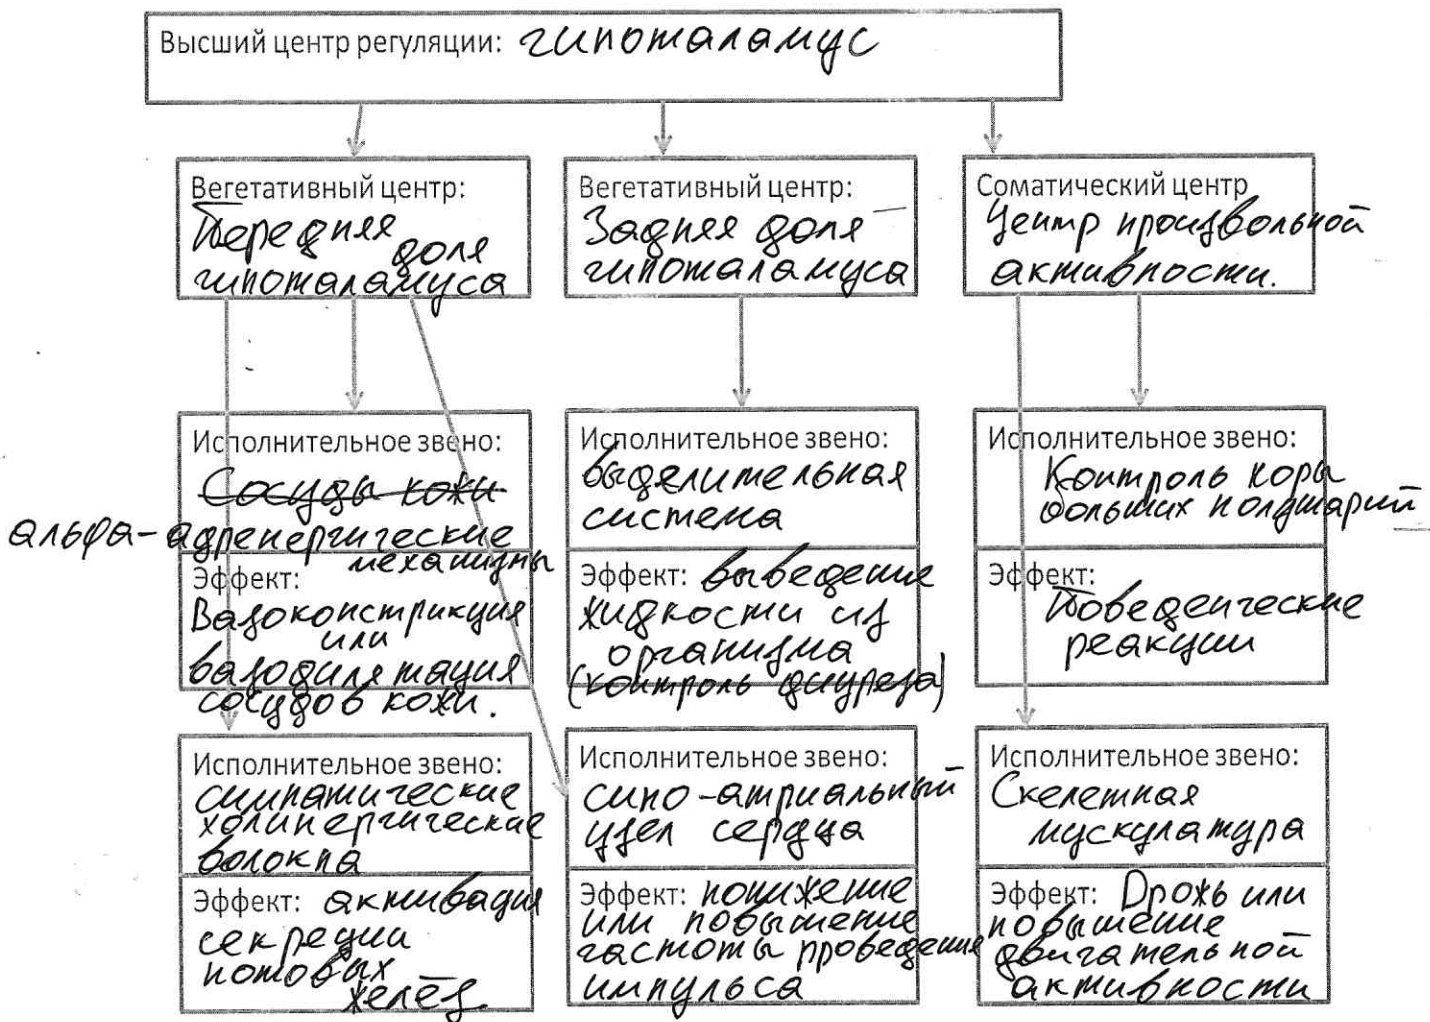 Высший центр регуляции: гипоталамус
Вегетативный центр:
Передняя
доля
гипоталамуса
Вегетативный центр:
Задняя доля
гипоталамуса
Соматический центр
Центр произвольной
активности.
Исполнительное звено:
Сосуды кожи
альфа-адренергические
механизмы
Эффект:
Вазоконстрикция
или
вазодилятация
сосудов кожи.
Исполнительное звено:
выделительная
система
Эффект: выведение
жидкости из
организма
(контроль диуреза)
Исполнительное звено:
Контроль коры
больших полушарий
Эффект:
Поведенческие
реакции
Исполнительное звено:
симпатические
холинергические
волокна
Эффект: активация
секреции
потовых
желёз.
Исполнительное звено:
сино-атриальный
узел сердца
Эффект: понижение
или повышение
частоты проведения
импульса
Исполнительное звено:
Скелетная
мускулатура
Эффект: Дрожь или
повышение
двигательной
активности